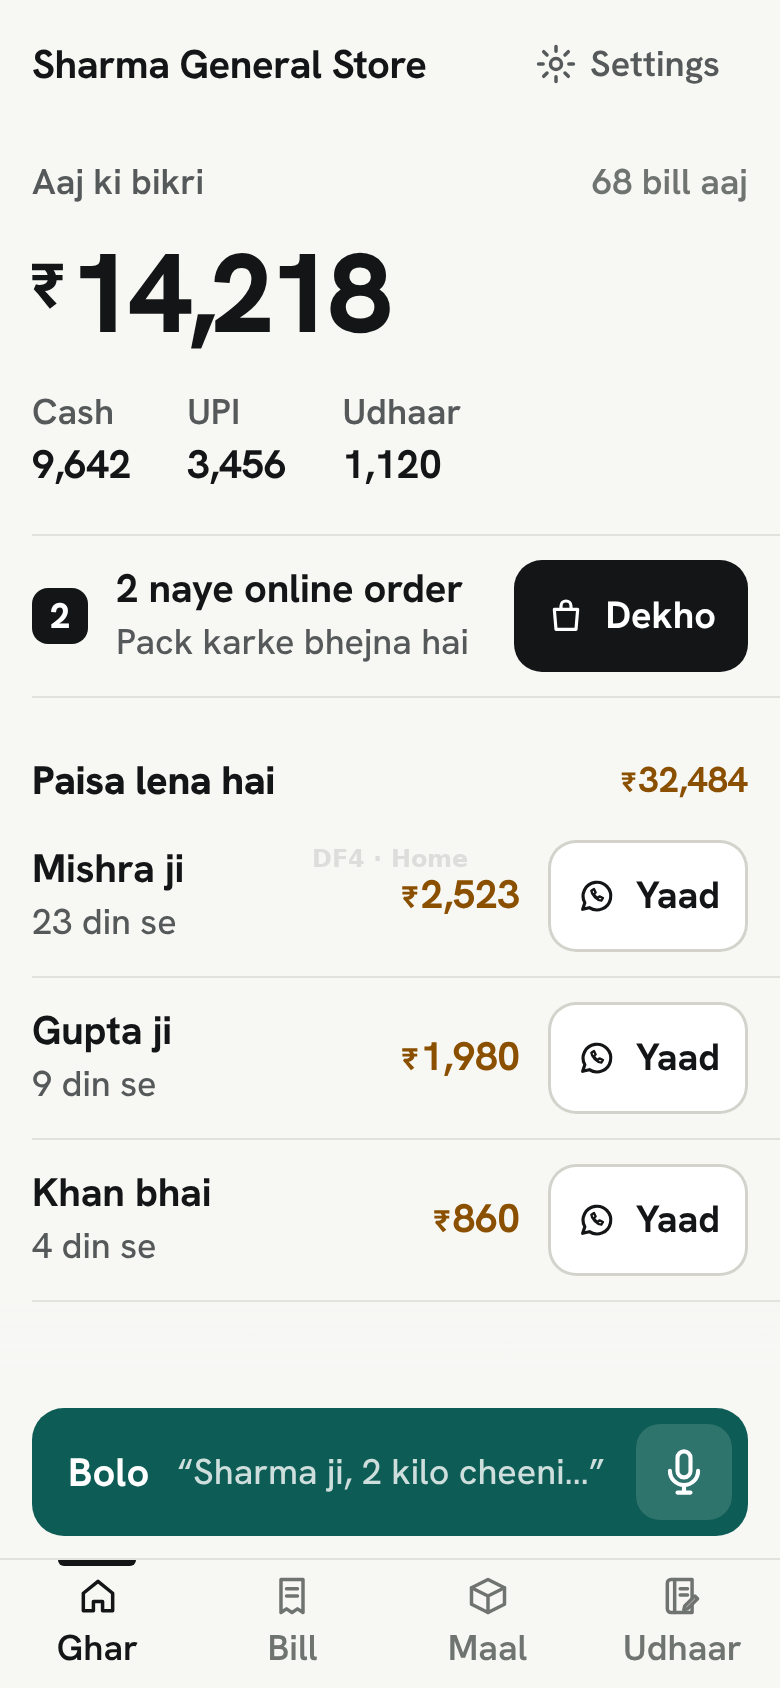 Sharma General Store
Settings
Aaj ki bikri
68 bill aaj
₹14,218
Cash UPI Udhaar
9,642 3,456 1,120
2
2 naye online order
Pack karke bhejna hai
Dekho
Paisa lena hai
₹32,484
DF4 · Home
Mishra ji
23 din se
₹2,523
Yaad
Gupta ji
9 din se
₹1,980
Yaad
Khan bhai
4 din se
₹860
Yaad
Bolo “Sharma ji, 2 kilo cheeni...”
Ghar Bill Maal Udhaar